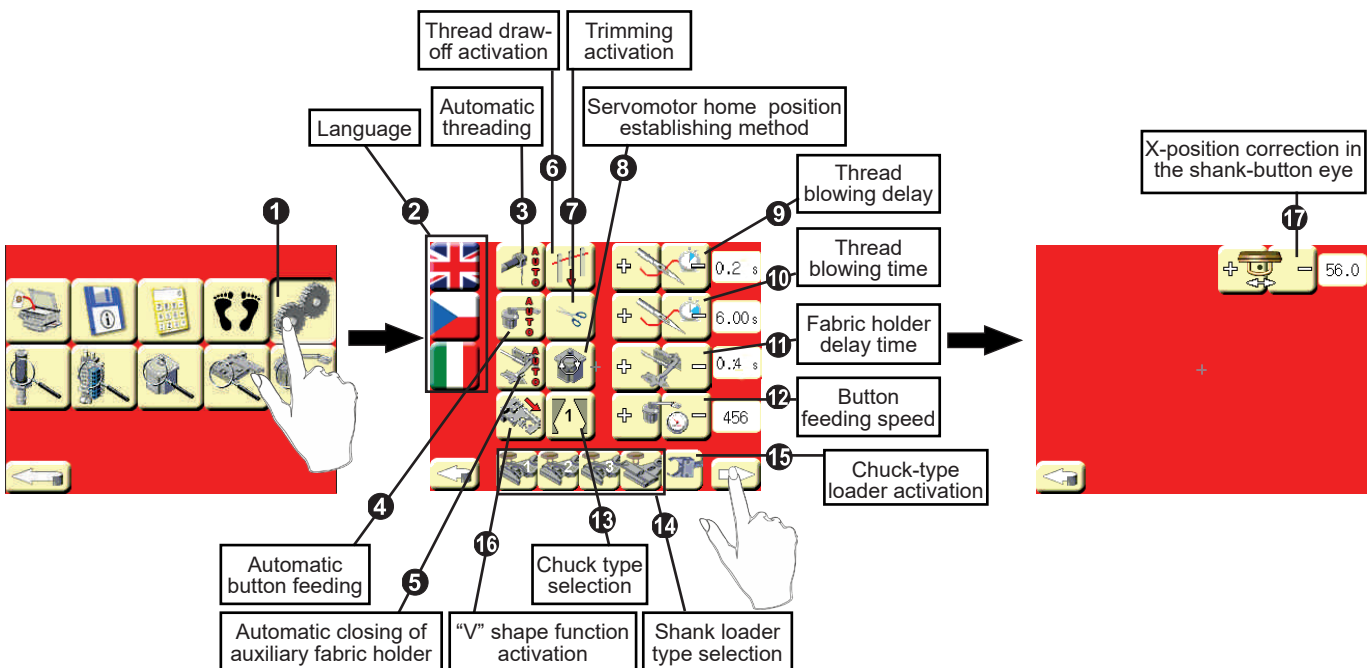 Thread draw-
off activation
Trimming
activation
Language
Automatic
threading
Servomotor home position
establishing method
X-position correction in
the shank-button eye
1
2
3
6
7
8
9
Thread
blowing delay
17
AUTO
+
-
0.2 s
+
-
56.0
10
Thread
blowing time
AUTO
+
-
6.00 s
11
Fabric holder
delay time
AUTO
+
-
0.4 s
12
Button
feeding speed
1
+
-
456
15
Chuck-type
loader activation
1
2
3
4
5
16
13
14
Automatic
button feeding
Chuck type
selection
Automatic closing of
auxiliary fabric holder
"V" shape function
activation
Shank loader
type selection